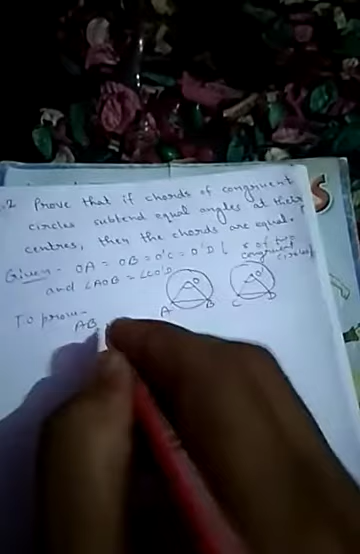 .2 Prove that if chords of congruent
circles subtend equal angles at their
centres, then the chords are equal.
Given - OA = OB = O'C = O'D
of two
congruent
circles)
and ∠AOB = ∠CO'D
O
O'
A B C D
To prove-
AB
S